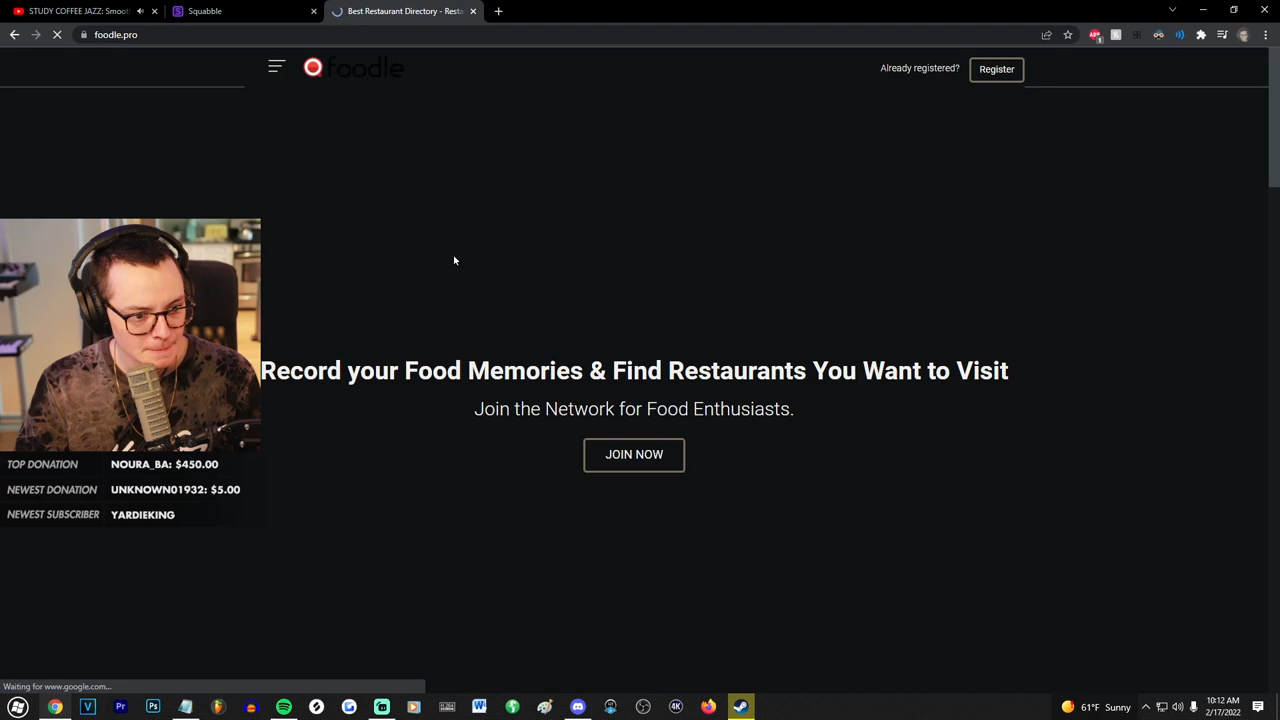 STUDY COFFEE JAZZ: Smoot
Squabble
Best Restaurant Directory - Resta
foodle.pro
foodle
Already registered?
Register
Record your Food Memories & Find Restaurants You Want to Visit
Join the Network for Food Enthusiasts.
JOIN NOW
TOP DONATION NOURA_BA: $450.00
NEWEST DONATION UNKNOWN01932: $5.00
NEWEST SUBSCRIBER YARDIEKING
Waiting for www.google.com...
61°F Sunny
10:12 AM
2/17/2022